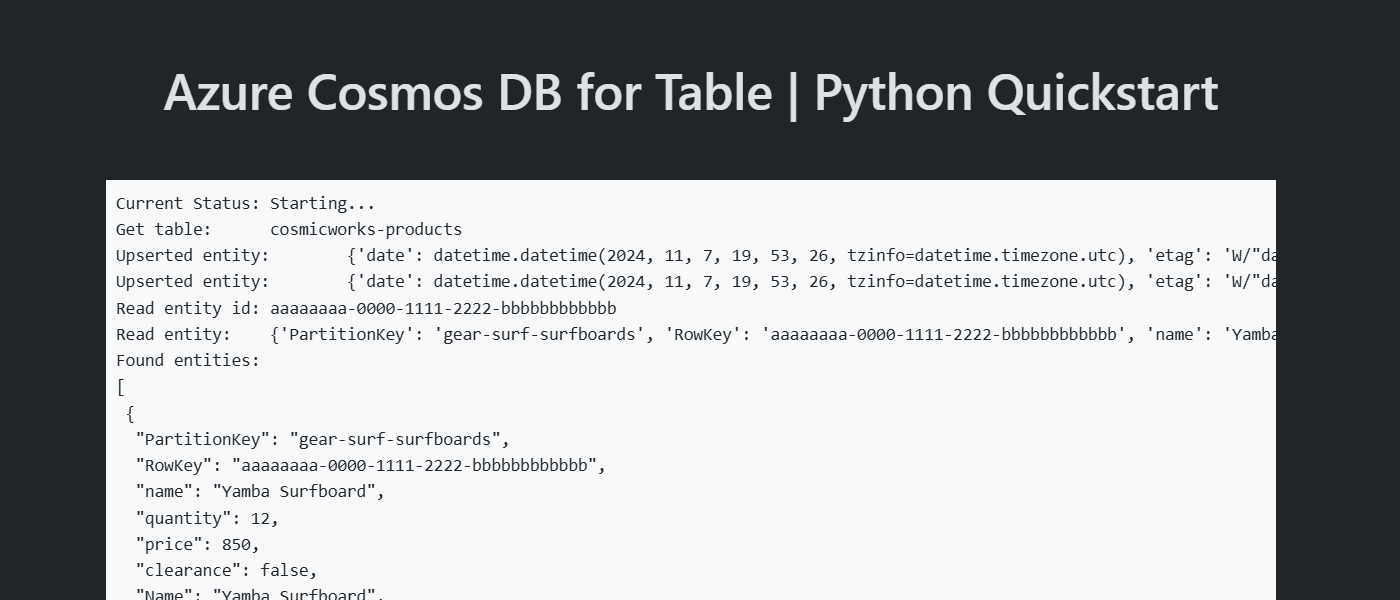 Azure Cosmos DB for Table | Python Quickstart
Current Status: Starting...
Get table:      cosmicworks-products
Upserted entity:        {'date': datetime.datetime(2024, 11, 7, 19, 53, 26, tzinfo=datetime.timezone.utc), 'etag': 'W/"da
Upserted entity:        {'date': datetime.datetime(2024, 11, 7, 19, 53, 26, tzinfo=datetime.timezone.utc), 'etag': 'W/"da
Read entity id: aaaaaaaa-0000-1111-2222-bbbbbbbbbbbb
Read entity:    {'PartitionKey': 'gear-surf-surfboards', 'RowKey': 'aaaaaaaa-0000-1111-2222-bbbbbbbbbbbb', 'name': 'Yamba
Found entities:
[
 {
  "PartitionKey": "gear-surf-surfboards",
  "RowKey": "aaaaaaaa-0000-1111-2222-bbbbbbbbbbbb",
  "name": "Yamba Surfboard",
  "quantity": 12,
  "price": 850,
  "clearance": false,
  "Name": "Yamba Surfboard",